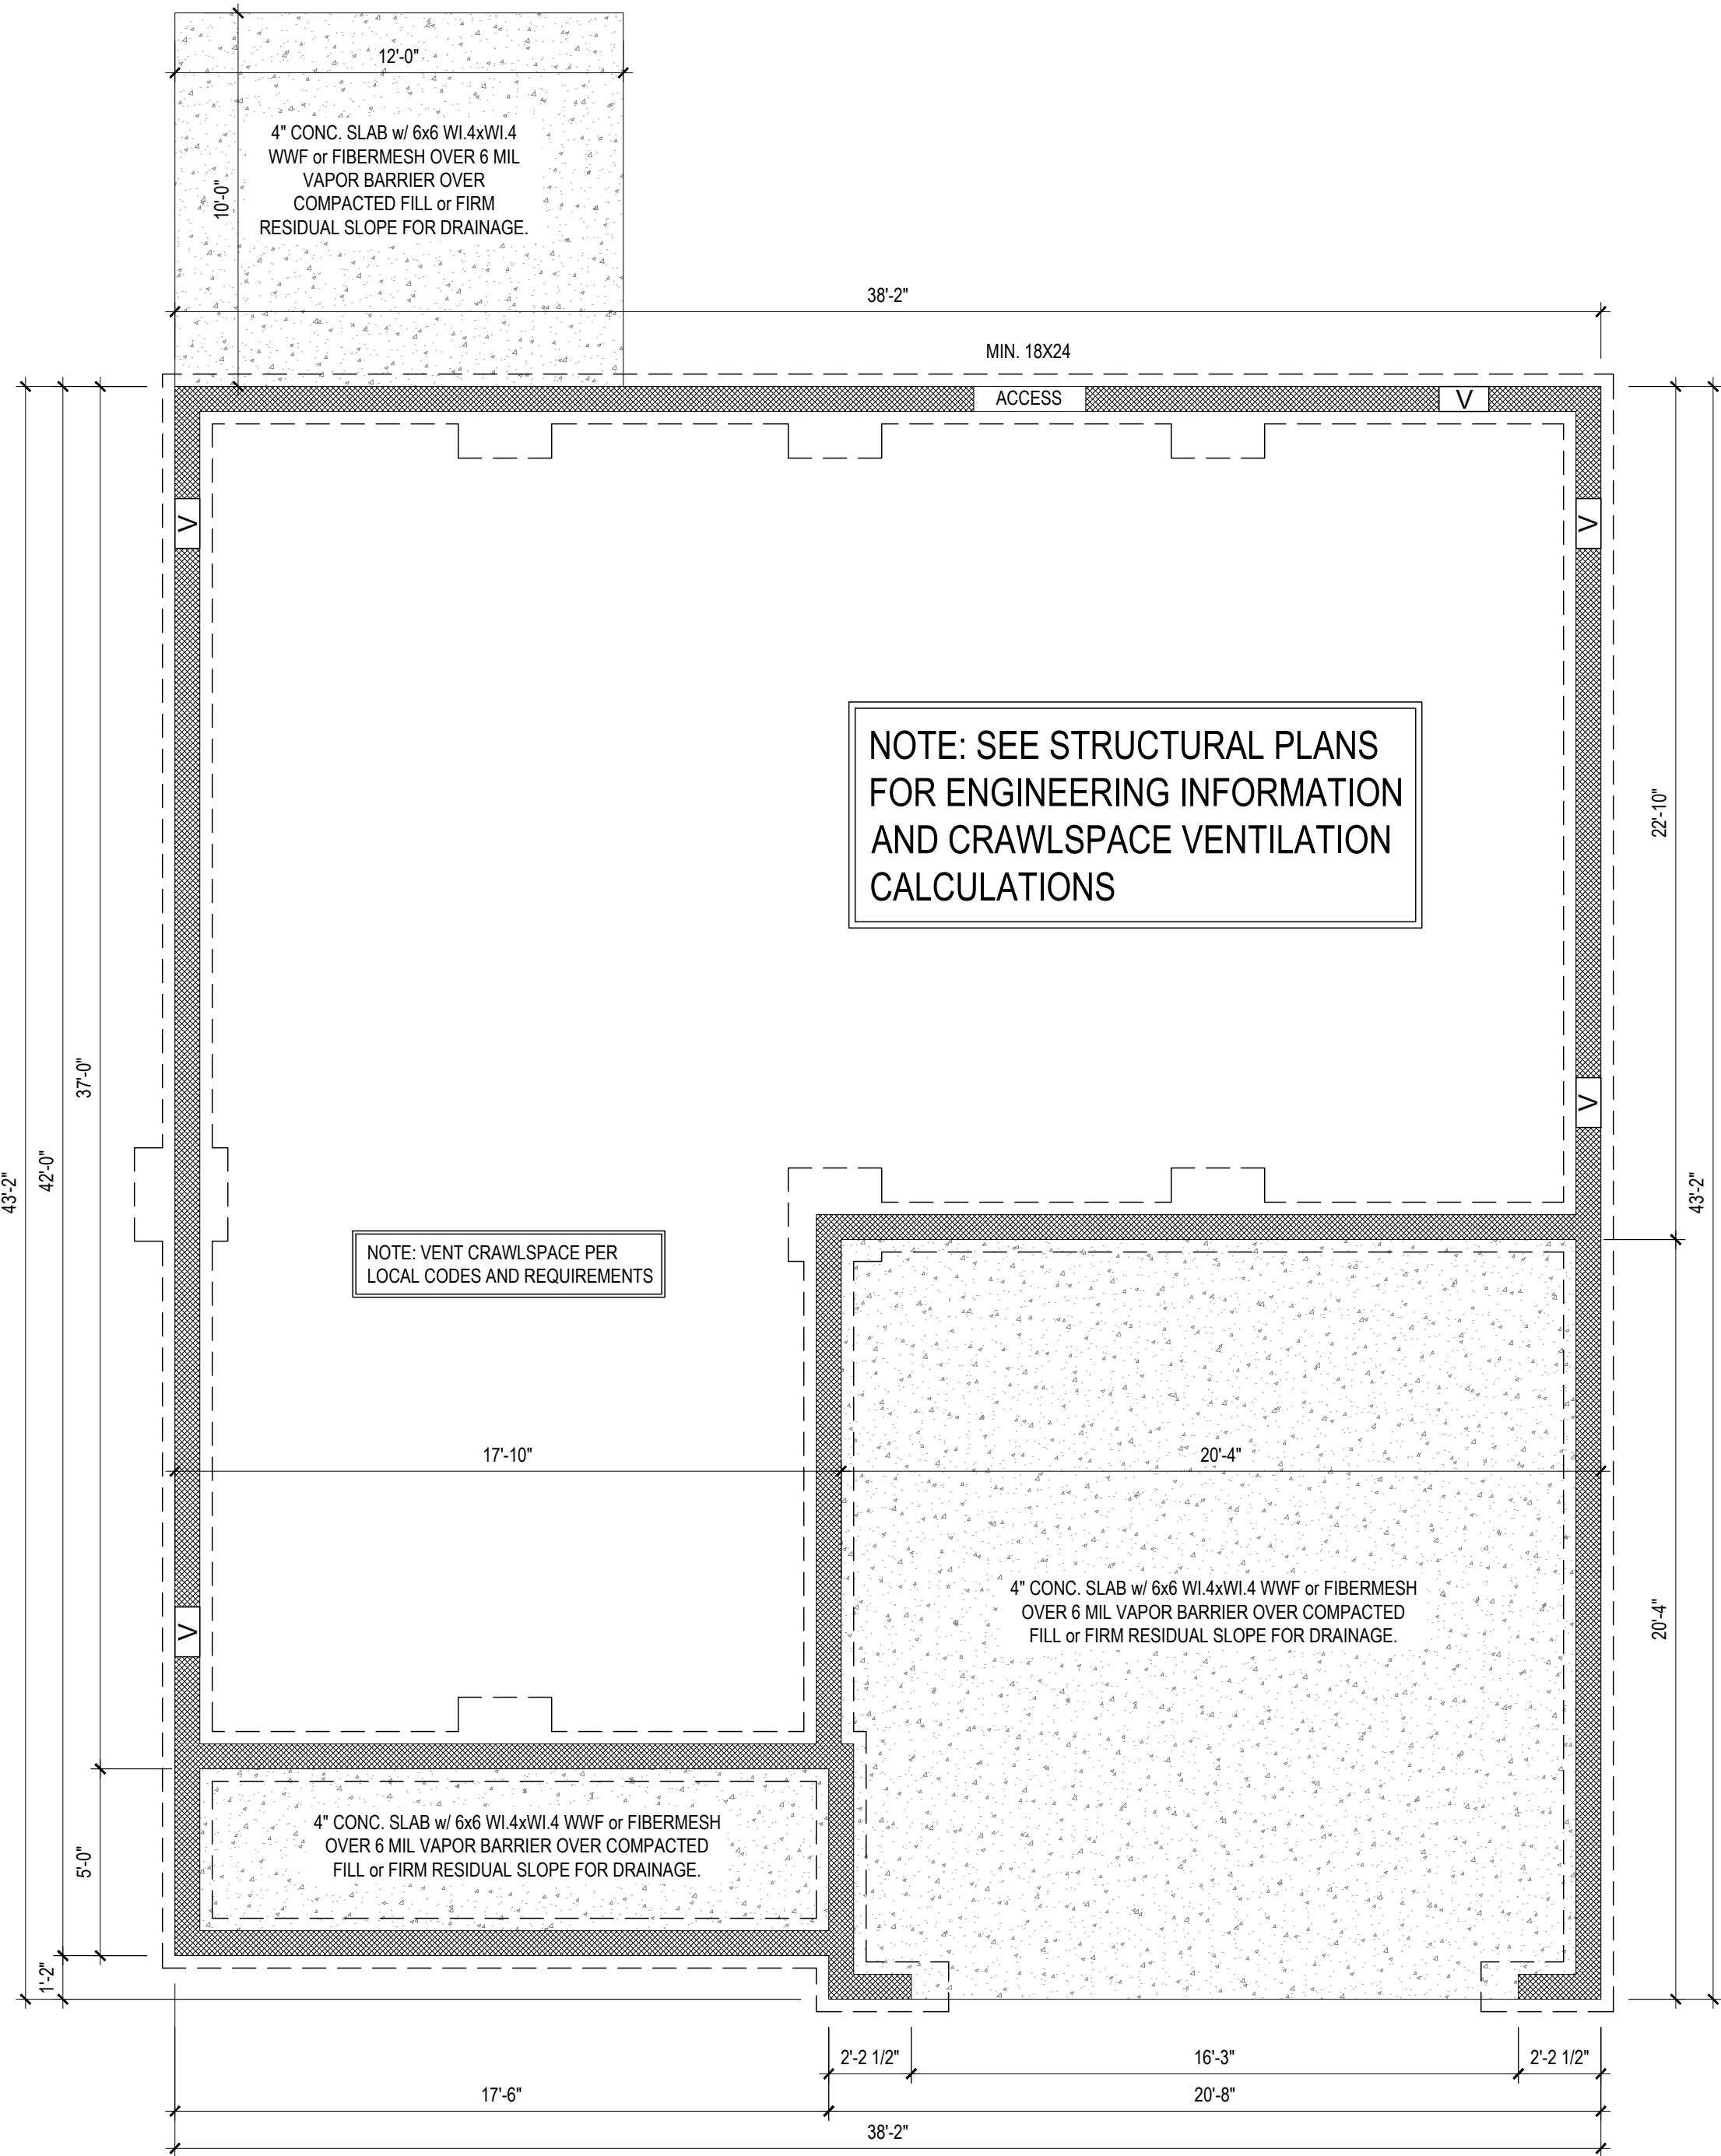 12'-0"
4" CONC. SLAB w/ 6x6 WI.4xWI.4
WWF or FIBERMESH OVER 6 MIL
VAPOR BARRIER OVER
COMPACTED FILL or FIRM
RESIDUAL SLOPE FOR DRAINAGE.
10'-0"
38'-2"
MIN. 18X24
ACCESS
V
V
V
NOTE: SEE STRUCTURAL PLANS
FOR ENGINEERING INFORMATION
AND CRAWLSPACE VENTILATION
CALCULATIONS
22'-10"
37'-0"
42'-0"
43'-2"
V
43'-2"
NOTE: VENT CRAWLSPACE PER
LOCAL CODES AND REQUIREMENTS
17'-10"
20'-4"
4" CONC. SLAB w/ 6x6 WI.4xWI.4 WWF or FIBERMESH
OVER 6 MIL VAPOR BARRIER OVER COMPACTED
FILL or FIRM RESIDUAL SLOPE FOR DRAINAGE.
20'-4"
V
4" CONC. SLAB w/ 6x6 WI.4xWI.4 WWF or FIBERMESH
OVER 6 MIL VAPOR BARRIER OVER COMPACTED
FILL or FIRM RESIDUAL SLOPE FOR DRAINAGE.
5'-0"
1'-2"
2'-2 1/2"
16'-3"
2'-2 1/2"
17'-6"
20'-8"
38'-2"